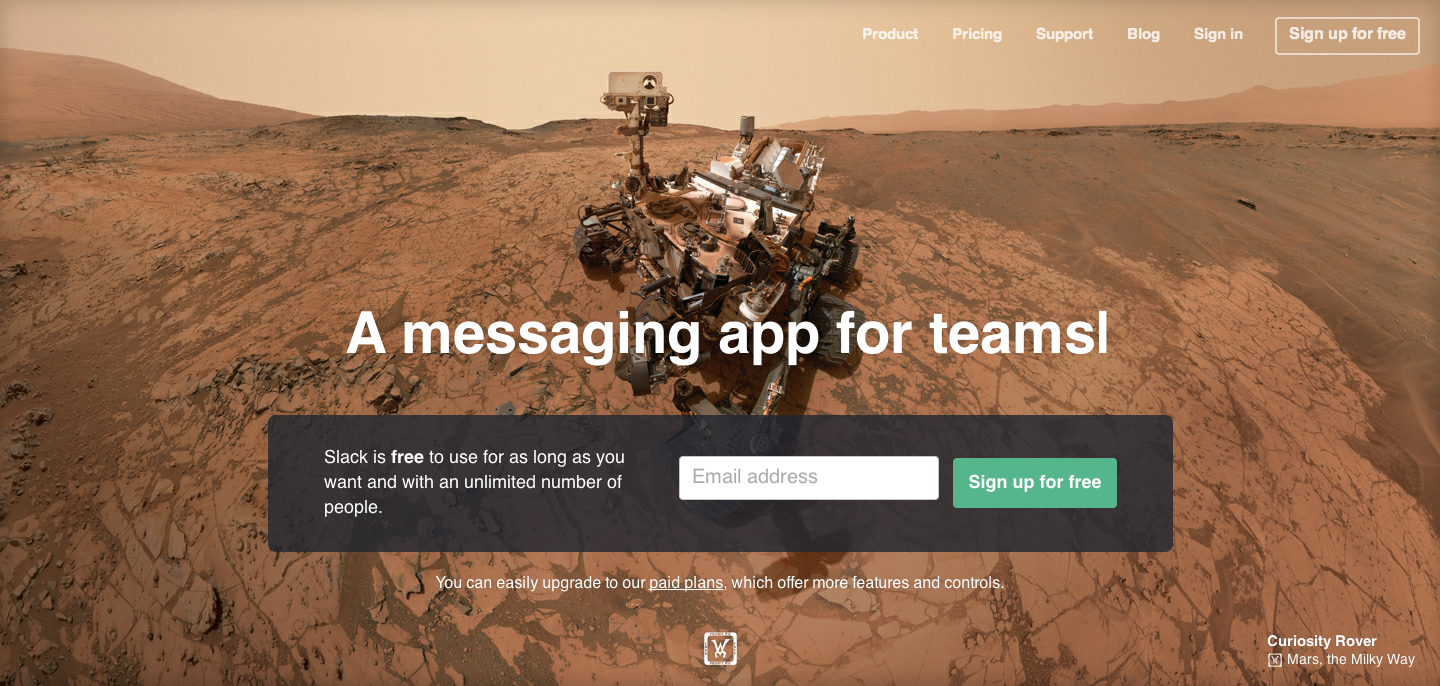 Product Pricing Support Blog Sign in Sign up for free
A messaging app for teams|
Slack is free to use for as long as you
want and with an unlimited number of
people.
Email address
Sign up for free
You can easily upgrade to our paid plans, which offer more features and controls.
Curiosity Rover
Mars, the Milky Way